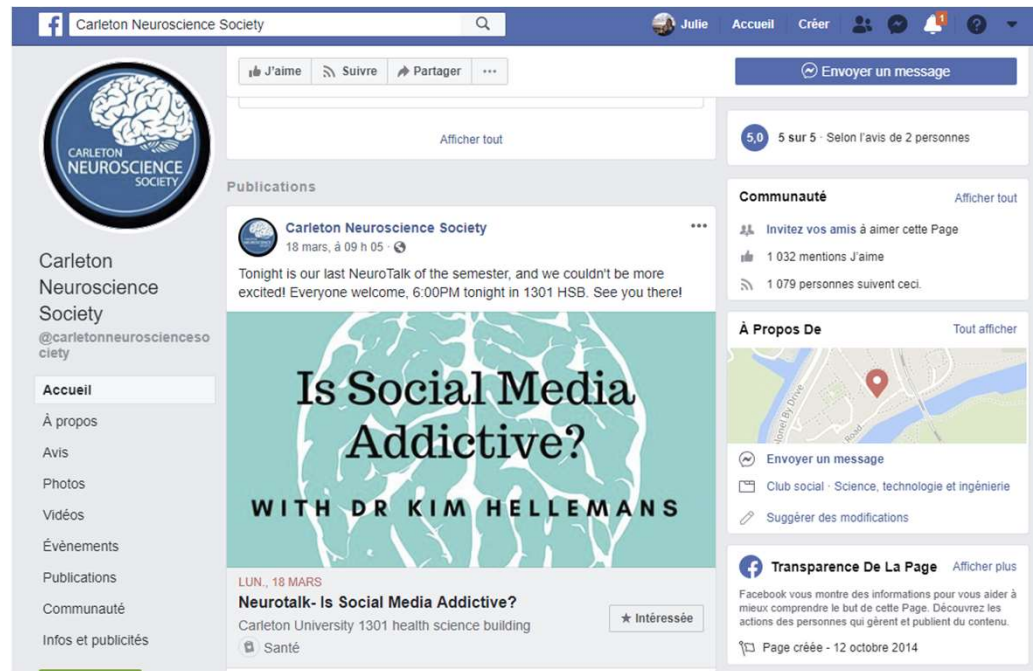 Carleton Neuroscience Society
Julie
Accueil
Créer
1
CARLETON
NEUROSCIENCE
SOCIETY
Carleton
Neuroscience
Society
@carletonneuroscienceso
ciety
Accueil
À propos
Avis
Photos
Vidéos
Évènements
Publications
Communauté
Infos et publicités
J'aime
Suivre
Partager
Afficher tout
Publications
Carleton Neuroscience Society
18 mars, à 09 h 05 ·
Tonight is our last NeuroTalk of the semester, and we couldn't be more
excited! Everyone welcome, 6:00PM tonight in 1301 HSB. See you there!
Is Social Media
Addictive?
WITH DR KIM HELLEMANS
LUN., 18 MARS
Neurotalk- Is Social Media Addictive?
Carleton University 1301 health science building
Santé
Intéressée
Envoyer un message
5,0 5 sur 5 · Selon l'avis de 2 personnes
Communauté Afficher tout
Invitez vos amis à aimer cette Page
1 032 mentions J'aime
1 079 personnes suivent ceci.
À Propos De Tout afficher
onel By Drive
Road
Envoyer un message
Club social · Science, technologie et ingénierie
Suggérer des modifications
Transparence De La Page Afficher plus
Facebook vous montre des informations pour vous aider à
mieux comprendre le but de cette Page. Découvrez les
actions des personnes qui gèrent et publient du contenu.
Page créée - 12 octobre 2014